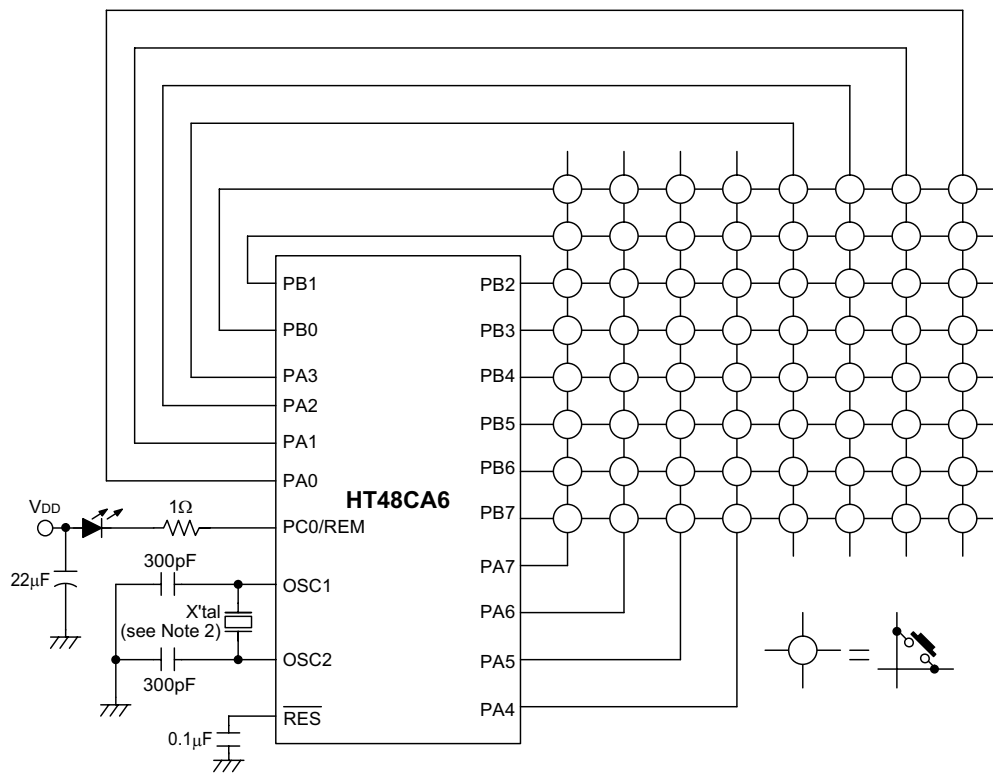 PB1
PB0
PA3
PA2
PA1
PA0
PC0/REM
OSC1
OSC2
RES
HT48CA6
PB2
PB3
PB4
PB5
PB6
PB7
PA7
PA6
PA5
PA4
VDD
1Ω
22μF
300pF
X'tal
(see Note 2)
300pF
0.1μF
=